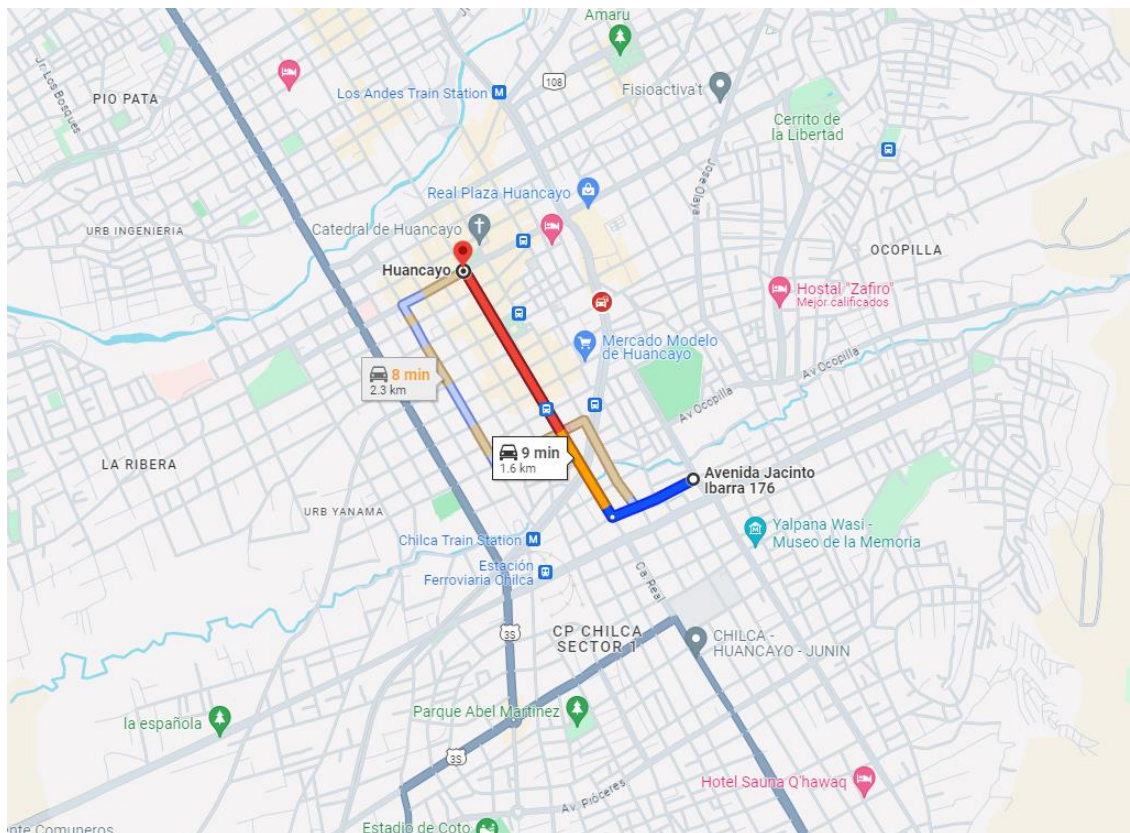 Amaru
Jr. Los Bosques
PIO PATA
Los Andes Train Station
108
Fisioactiva't
Cerrito de
la Libertad
Jose Olaya
Real Plaza Huancayo
Catedral de Huancayo
URB INGENIERIA
OCOPILLA
Huancayo
Hostal "Zafiro"
Mejor calificados
Mercado Modelo
de Huancayo
Av Ocopilla
8 min
2.3 km
Av Ocopilla
9 min
1.6 km
LA RIBERA
Avenida Jacinto
Ibarra 176
URB YANAMA
Yalpana Wasi -
Museo de la Memoria
Chilca Train Station
Estación
Ferroviaria Chilca
Ca. Real
3S
CP CHILCA
SECTOR 1
CHILCA -
HUANCAYO - JUNIN
la española
Parque Abel Martinez
3S
Hotel Sauna Q'hawaq
Av. Próceres
Estadio de Coto
ente Comuneros